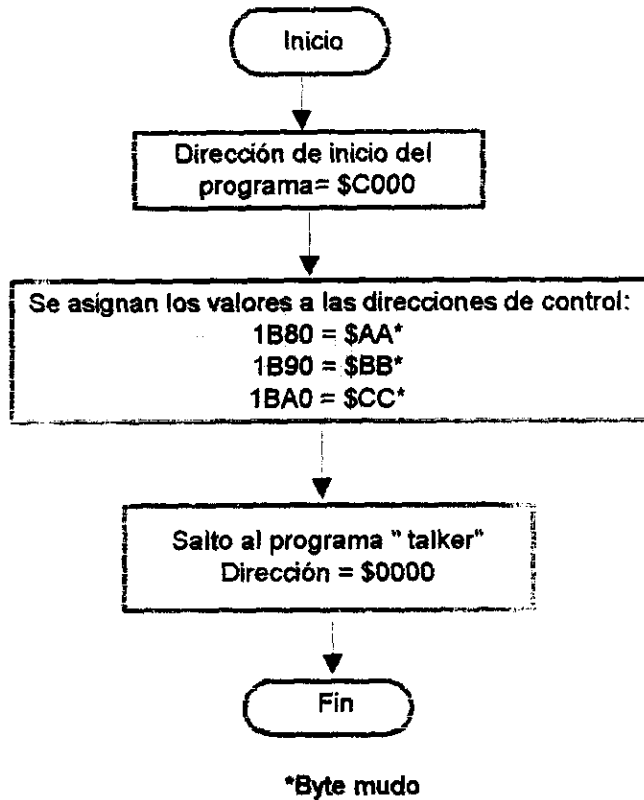 Inicio
Dirección de inicio del
programa= $C000
Se asignan los valores a las direcciones de control:
1B80 = $AA*
1B90 = $BB*
1BA0 = $CC*
Salto al programa " talker"
Dirección = $0000
Fin
*Byte mudo